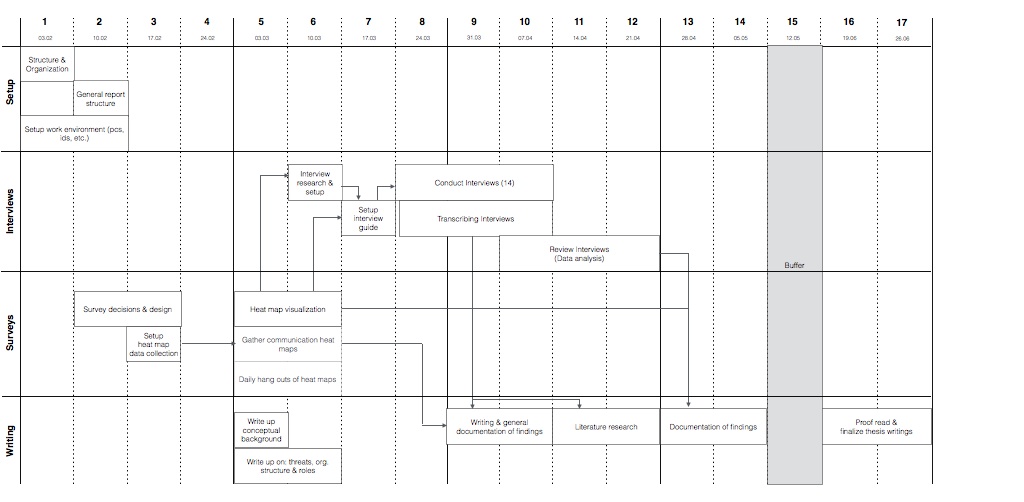 1 2 3 4 5 6 7 8 9 10 11 12 13 14 15 16 17
03.02 10.02 17.02 24.02 03.03 10.03 17.03 24.03 31.03 07.04 14.04 21.04 28.04 05.05 12.05 19.06 26.06
Setup
Structure &
Organization
General report
structure
Setup work environment (pcs,
ids, etc.)
Interviews
Interview
research &
setup
Conduct Interviews (14)
Setup
interview
guide
Transcribing Interviews
Review Interviews
(Data analysis)
Buffer
Surveys
Survey decisions & design
Heat map visualization
Setup
heat map
data collection
Gather communication heat
maps
Daily hang outs of heat maps
Writing
Write up
conceptual
background
Writing & general
documentation of findings
Literature research
Documentation of findings
Proof read &
finalize thesis writings
Write up on: threats, org.
structure & roles